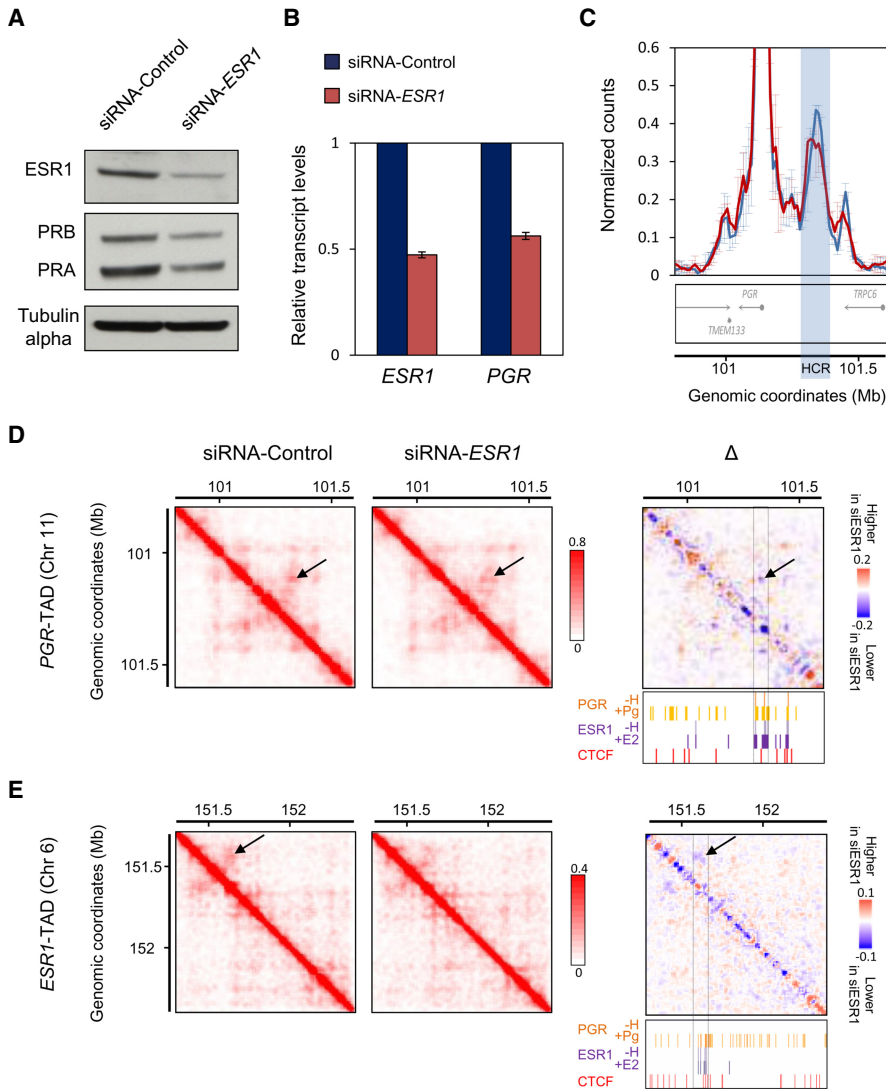 A
siRNA-Control
siRNA-ESR1
ESR1
PRB
PRA
Tubulin
alpha
B
siRNA-Control
siRNA-ESR1
Relative transcript levels
1
0.5
0
ESR1
PGR
C
Normalized counts
0.6
0.5
0.4
0.3
0.2
0.1
0
PGR
TRPC6
TMEM133
101
HCR
101.5
Genomic coordinates (Mb)
D
siRNA-Control
siRNA-ESR1
Δ
101
101.5
101
101.5
101
101.5
PGR-TAD (Chr 11)
Genomic coordinates (Mb)
101
101.5
0.8
0
Higher
in siESR1
0.2
-0.2
Lower
in siESR1
PGR
-H
+Pg
ESR1
-H
+E2
CTCF
E
151.5
152
151.5
152
151.5
152
ESR1-TAD (Chr 6)
Genomic coordinates (Mb)
151.5
152
0.4
0
Higher
in siESR1
0.1
-0.1
Lower
in siESR1
PGR
-H
+Pg
ESR1
-H
+E2
CTCF